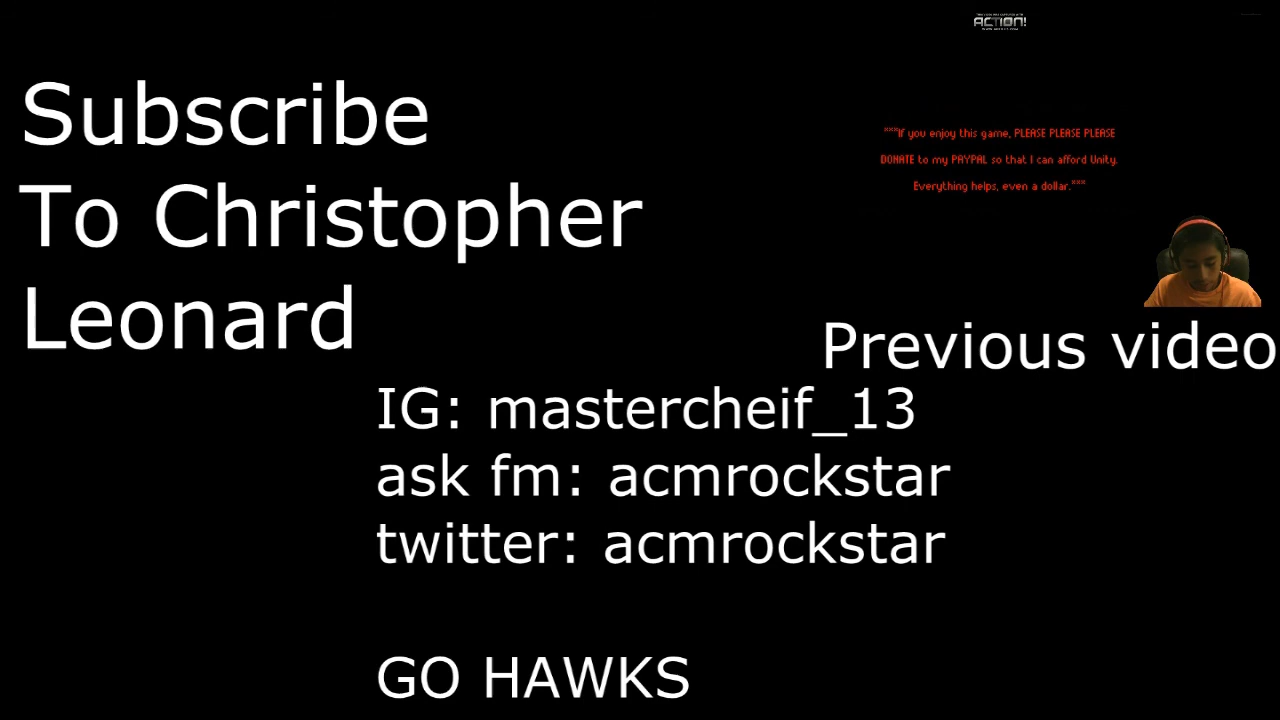 Subscribe
To Christopher
Leonard
ACTION!
***If you enjoy this game, PLEASE PLEASE PLEASE
DONATE to my PAYPAL so that I can afford Unity.
Everything helps, even a dollar.***
Previous video
IG: mastercheif_13
ask fm: acmrockstar
twitter: acmrockstar
GO HAWKS